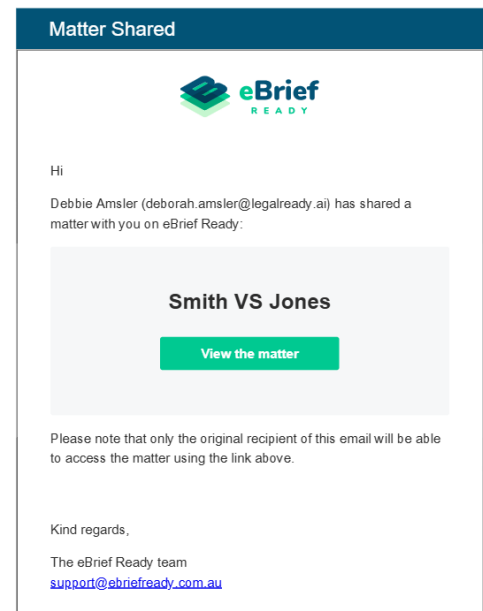 Matter Shared
eBrief
READY
Hi
Debbie Amsler (deborah.amsler@legalready.ai) has shared a
matter with you on eBrief Ready:
Smith VS Jones
View the matter
Please note that only the original recipient of this email will be able
to access the matter using the link above.
Kind regards,
The eBrief Ready team
support@ebriefready.com.au